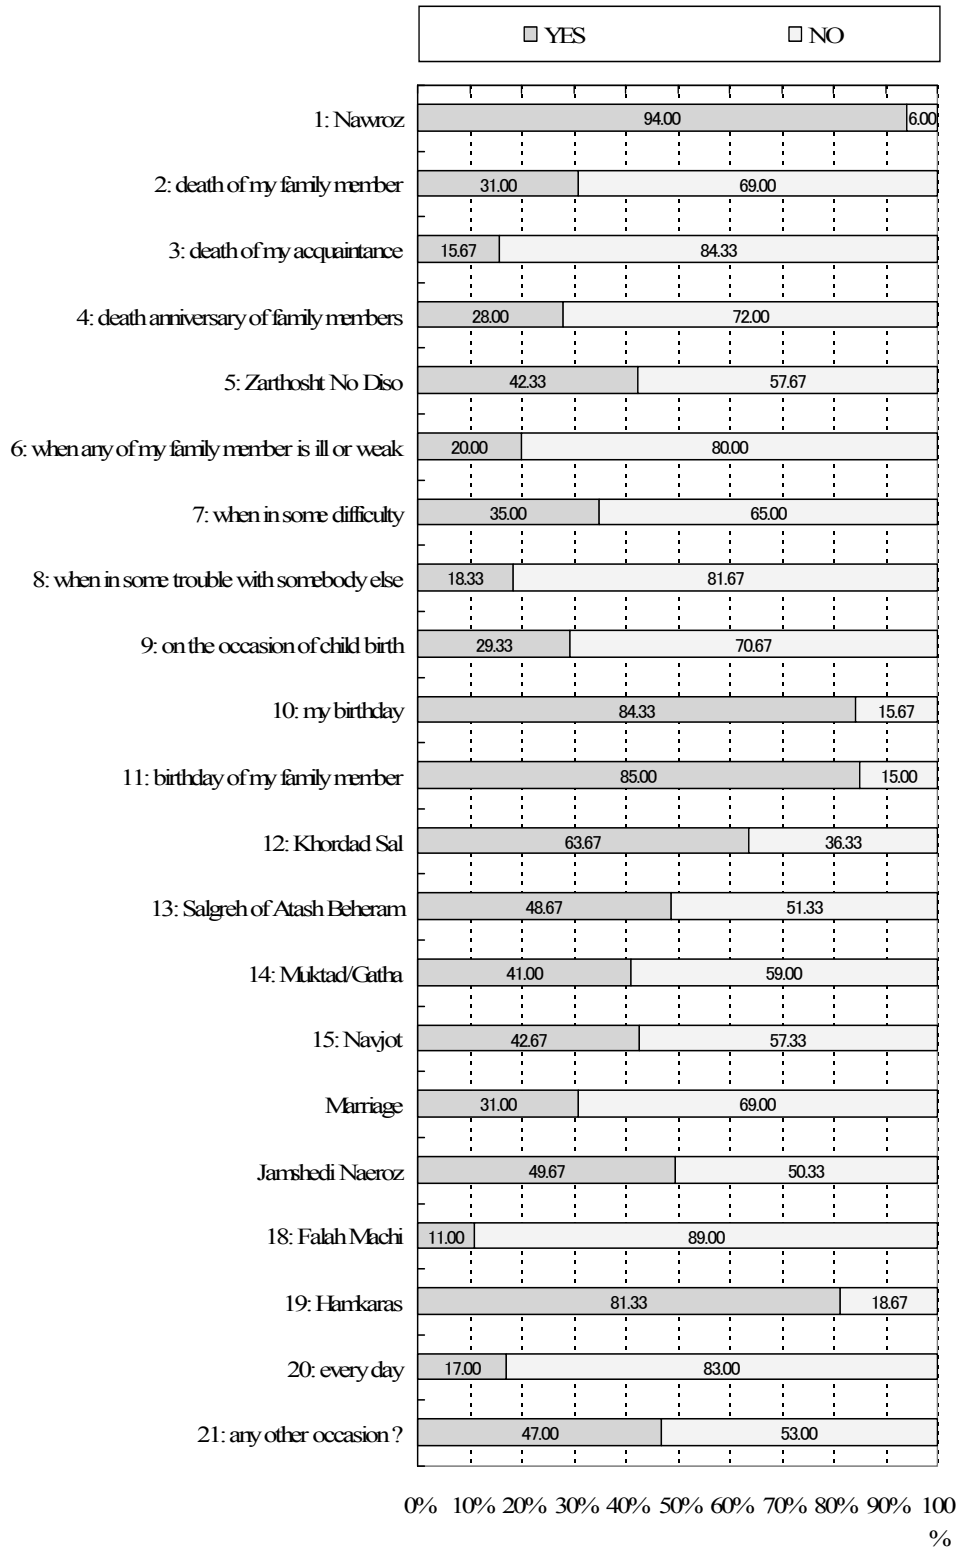 YES NO
1: Nawroz 94.00 6.00
2: death of my family member 31.00 69.00
3: death of my acquaintance 15.67 84.33
4: death anniversary of family members 28.00 72.00
5: Zarthosht No Diso 42.33 57.67
6: when any of my family member is ill or weak 20.00 80.00
7: when in some difficulty 35.00 65.00
8: when in some trouble with somebody else 18.33 81.67
9: on the occasion of child birth 29.33 70.67
10: my birthday 84.33 15.67
11: birthday of my family member 85.00 15.00
12: Khordad Sal 63.67 36.33
13: Salgreh of Atash Beheram 48.67 51.33
14: Muktad/Gatha 41.00 59.00
15: Navjot 42.67 57.33
Marriage 31.00 69.00
Jamshedi Naeroz 49.67 50.33
18: Falah Machi 11.00 89.00
19: Hamkaras 81.33 18.67
20: every day 17.00 83.00
21: any other occasion ? 47.00 53.00
0% 10% 20% 30% 40% 50% 60% 70% 80% 90% 100
%